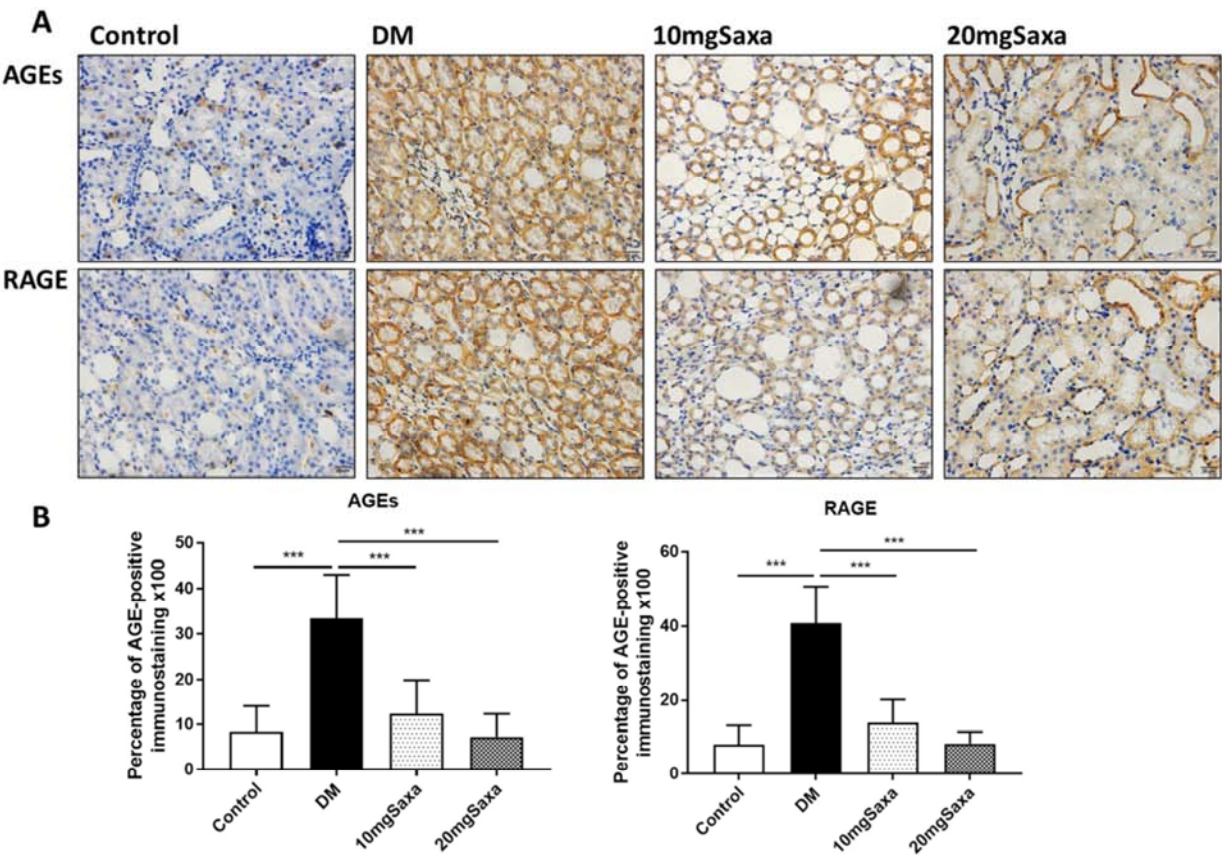 A
Control DM 10mgSaxa 20mgSaxa
AGEs
RAGE
B
AGEs
Percentage of AGE-positive
immunostaining x100
50
40
30
20
10
0
***
***
***
Control
DM
10mgSaxa
20mgSaxa
RAGE
Percentage of AGE-positive
immunostaining x100
60
40
20
0
***
***
***
Control
DM
10mgSaxa
20mgSaxa